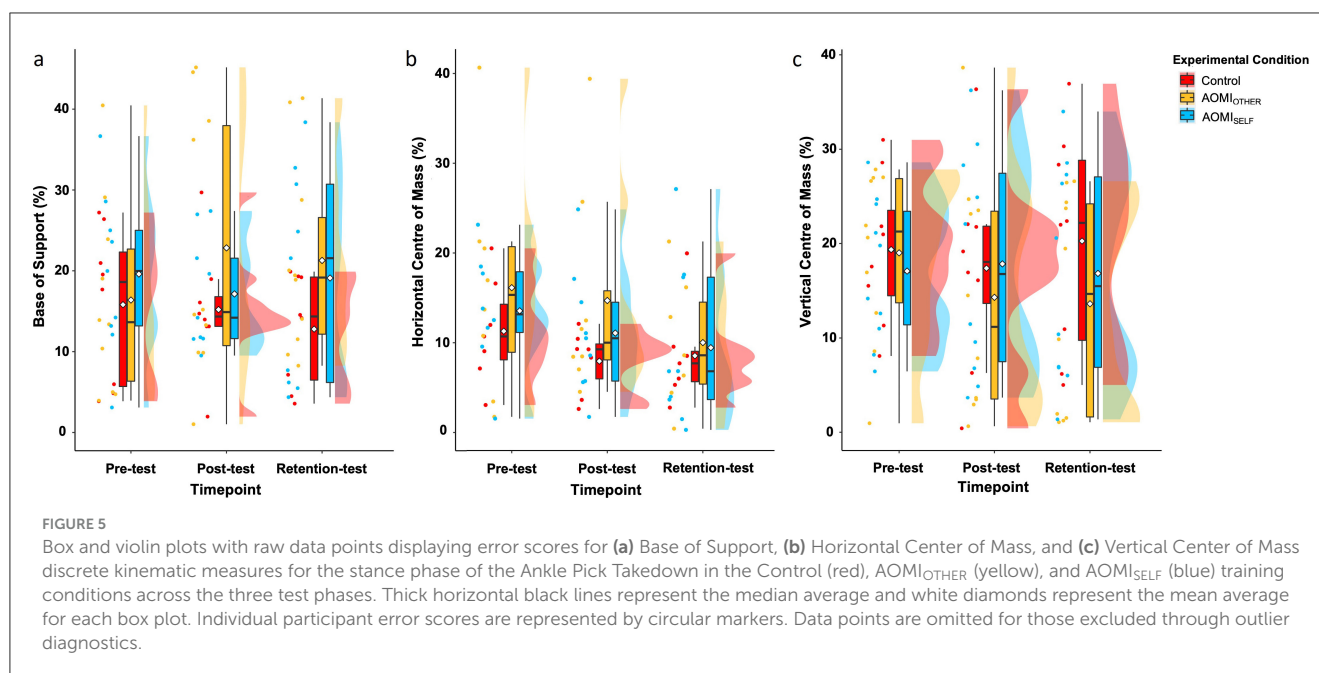 a
b
c
Experimental Condition
Control
AOMIOTHER
AOMISELF
Base of Support (%)
40
30
20
10
0
Pre-test
Post-test
Retention-test
Timepoint
Horizontal Centre of Mass (%)
40
30
20
10
0
Pre-test
Post-test
Retention-test
Timepoint
Vertical Centre of Mass (%)
40
30
20
10
0
Pre-test
Post-test
Retention-test
Timepoint
FIGURE 5
Box and violin plots with raw data points displaying error scores for (a) Base of Support, (b) Horizontal Center of Mass, and (c) Vertical Center of Mass
discrete kinematic measures for the stance phase of the Ankle Pick Takedown in the Control (red), AOMIOTHER (yellow), and AOMISELF (blue) training
conditions across the three test phases. Thick horizontal black lines represent the median average and white diamonds represent the mean average
for each box plot. Individual participant error scores are represented by circular markers. Data points are omitted for those excluded through outlier
diagnostics.